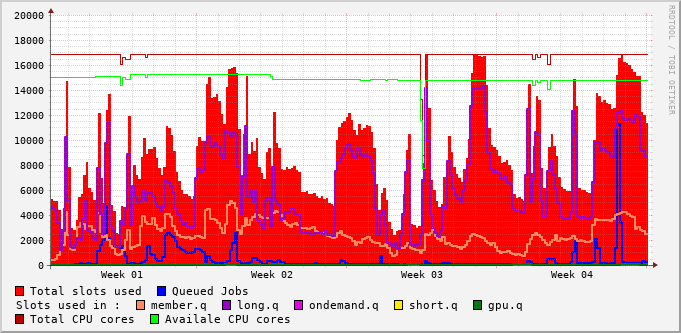 20000
18000
16000
14000
12000
10000
8000
6000
4000
2000
0
Week 01 Week 02 Week 03 Week 04
RRDTOOL / TOBI OETIKER
Total slots used Queued Jobs
Slots used in : member.q long.q ondemand.q short.q gpu.q
Total CPU cores Availale CPU cores